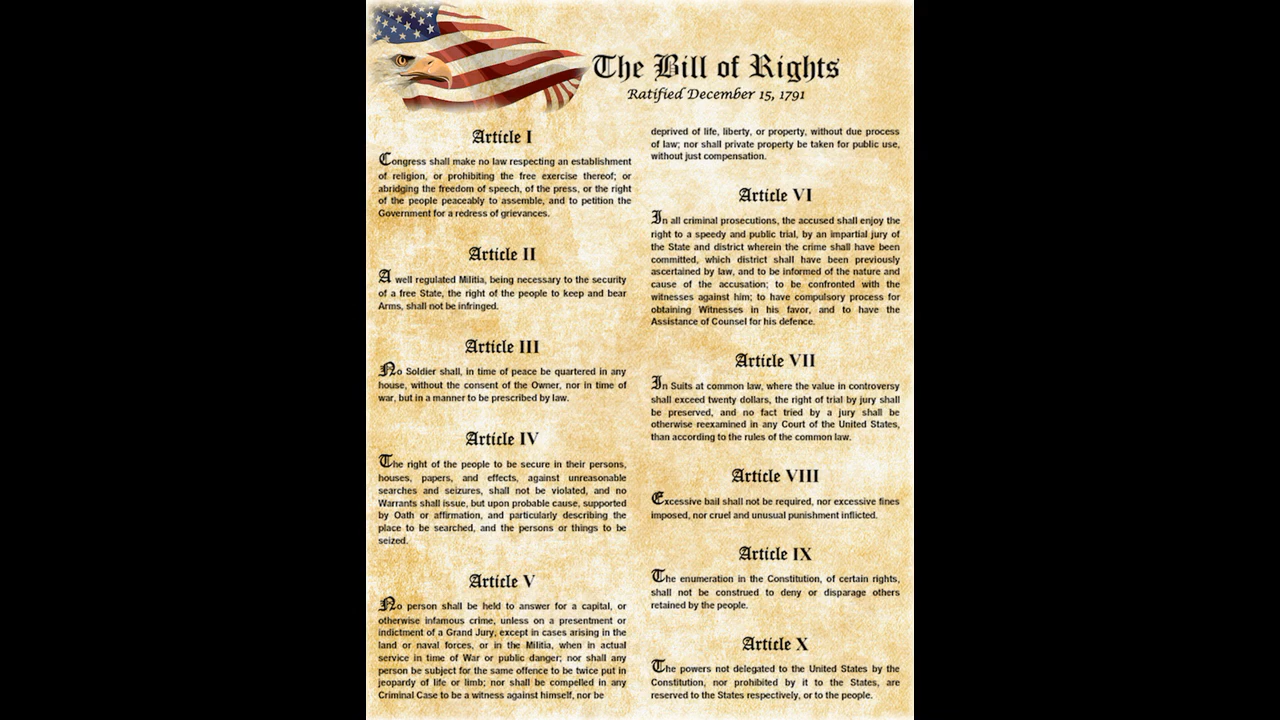 The Bill of Rights
Ratified December 15, 1791
Article I
Congress shall make no law respecting an establishment
of religion, or prohibiting the free exercise thereof; or
abridging the freedom of speech, of the press, or the right
of the people peaceably to assemble, and to petition the
Government for a redress of grievances.
Article II
A well regulated Militia, being necessary to the security
of a free State, the right of the people to keep and bear
Arms, shall not be infringed.
Article III
No Soldier shall, in time of peace be quartered in any
house, without the consent of the Owner, nor in time of
war, but in a manner to be prescribed by law.
Article IV
The right of the people to be secure in their persons,
houses, papers, and effects, against unreasonable
searches and seizures, shall not be violated, and no
Warrants shall issue, but upon probable cause, supported
by Oath or affirmation, and particularly describing the
place to be searched, and the persons or things to be
seized.
Article V
No person shall be held to answer for a capital, or
otherwise infamous crime, unless on a presentment or
indictment of a Grand Jury, except in cases arising in the
land or naval forces, or in the Militia, when in actual
service in time of War or public danger; nor shall any
person be subject for the same offence to be twice put in
jeopardy of life or limb; nor shall be compelled in any
Criminal Case to be a witness against himself, nor be
deprived of life, liberty, or property, without due process
of law; nor shall private property be taken for public use,
without just compensation.
Article VI
In all criminal prosecutions, the accused shall enjoy the
right to a speedy and public trial, by an impartial jury of
the State and district wherein the crime shall have been
committed, which district shall have been previously
ascertained by law, and to be informed of the nature and
cause of the accusation; to be confronted with the
witnesses against him; to have compulsory process for
obtaining Witnesses in his favor, and to have the
Assistance of Counsel for his defence.
Article VII
In Suits at common law, where the value in controversy
shall exceed twenty dollars, the right of trial by jury shall
be preserved, and no fact tried by a jury shall be
otherwise reexamined in any Court of the United States,
than according to the rules of the common law.
Article VIII
Excessive bail shall not be required, nor excessive fines
imposed, nor cruel and unusual punishment inflicted.
Article IX
The enumeration in the Constitution, of certain rights,
shall not be construed to deny or disparage others
retained by the people.
Article X
The powers not delegated to the United States by the
Constitution, nor prohibited by it to the States, are
reserved to the States respectively, or to the people.